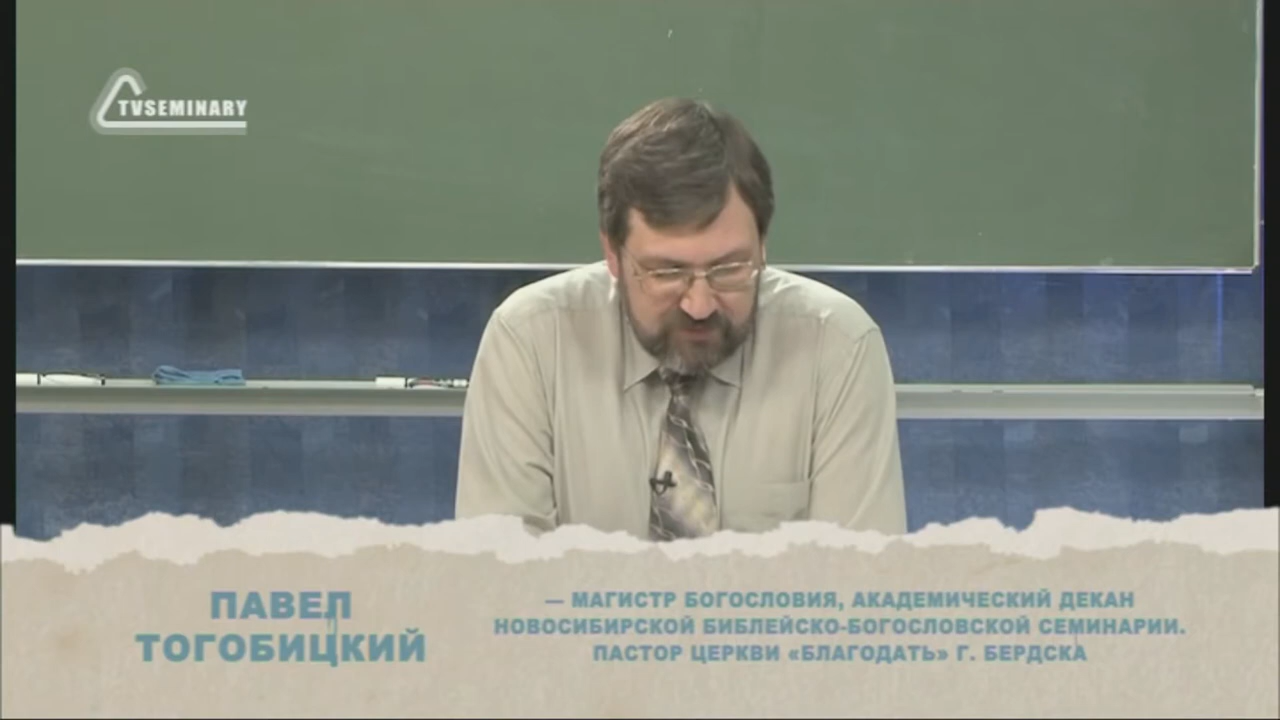 TVSEMINARY
ПАВЕЛ
ТОГОБИЦКИЙ
— МАГИСТР БОГОСЛОВИЯ, АКАДЕМИЧЕСКИЙ ДЕКАН
НОВОСИБИРСКОЙ БИБЛЕЙСКО-БОГОСЛОВСКОЙ СЕМИНАРИИ.
ПАСТОР ЦЕРКВИ «БЛАГОДАТЬ» Г. БЕРДСКА